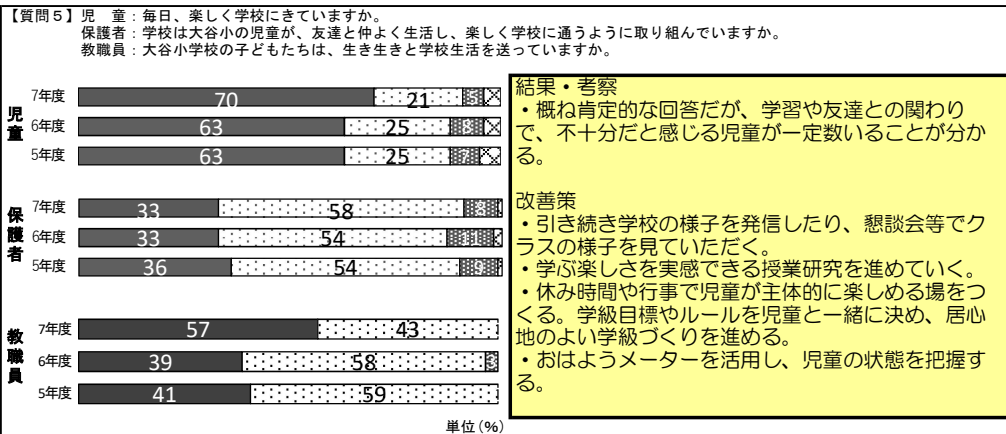 【質問5】児　童：毎日、楽しく学校にきていますか。
保護者：学校は大谷小の児童が、友達と仲よく生活し、楽しく学校に通うように取り組んでいますか。
教職員：大谷小学校の子どもたちは、生き生きと学校生活を送っていますか。
児童
7年度 70 21 5
6年度 63 25 8
5年度 63 25 7
保護者
7年度 33 58 8
6年度 33 54 11
5年度 36 54 9
教職員
7年度 57 43
6年度 39 58 3
5年度 41 59
単位(%)
結果・考察
・概ね肯定的な回答だが、学習や友達との関わり
で、不十分だと感じる児童が一定数いることが分か
る。
改善策
・引き続き学校の様子を発信したり、懇談会等でク
ラスの様子を見ていただく。
・学ぶ楽しさを実感できる授業研究を進めていく。
・休み時間や行事で児童が主体的に楽しめる場をつ
くる。学級目標やルールを児童と一緒に決め、居心
地のよい学級づくりを進める。
・おはようメーターを活用し、児童の状態を把握す
る。